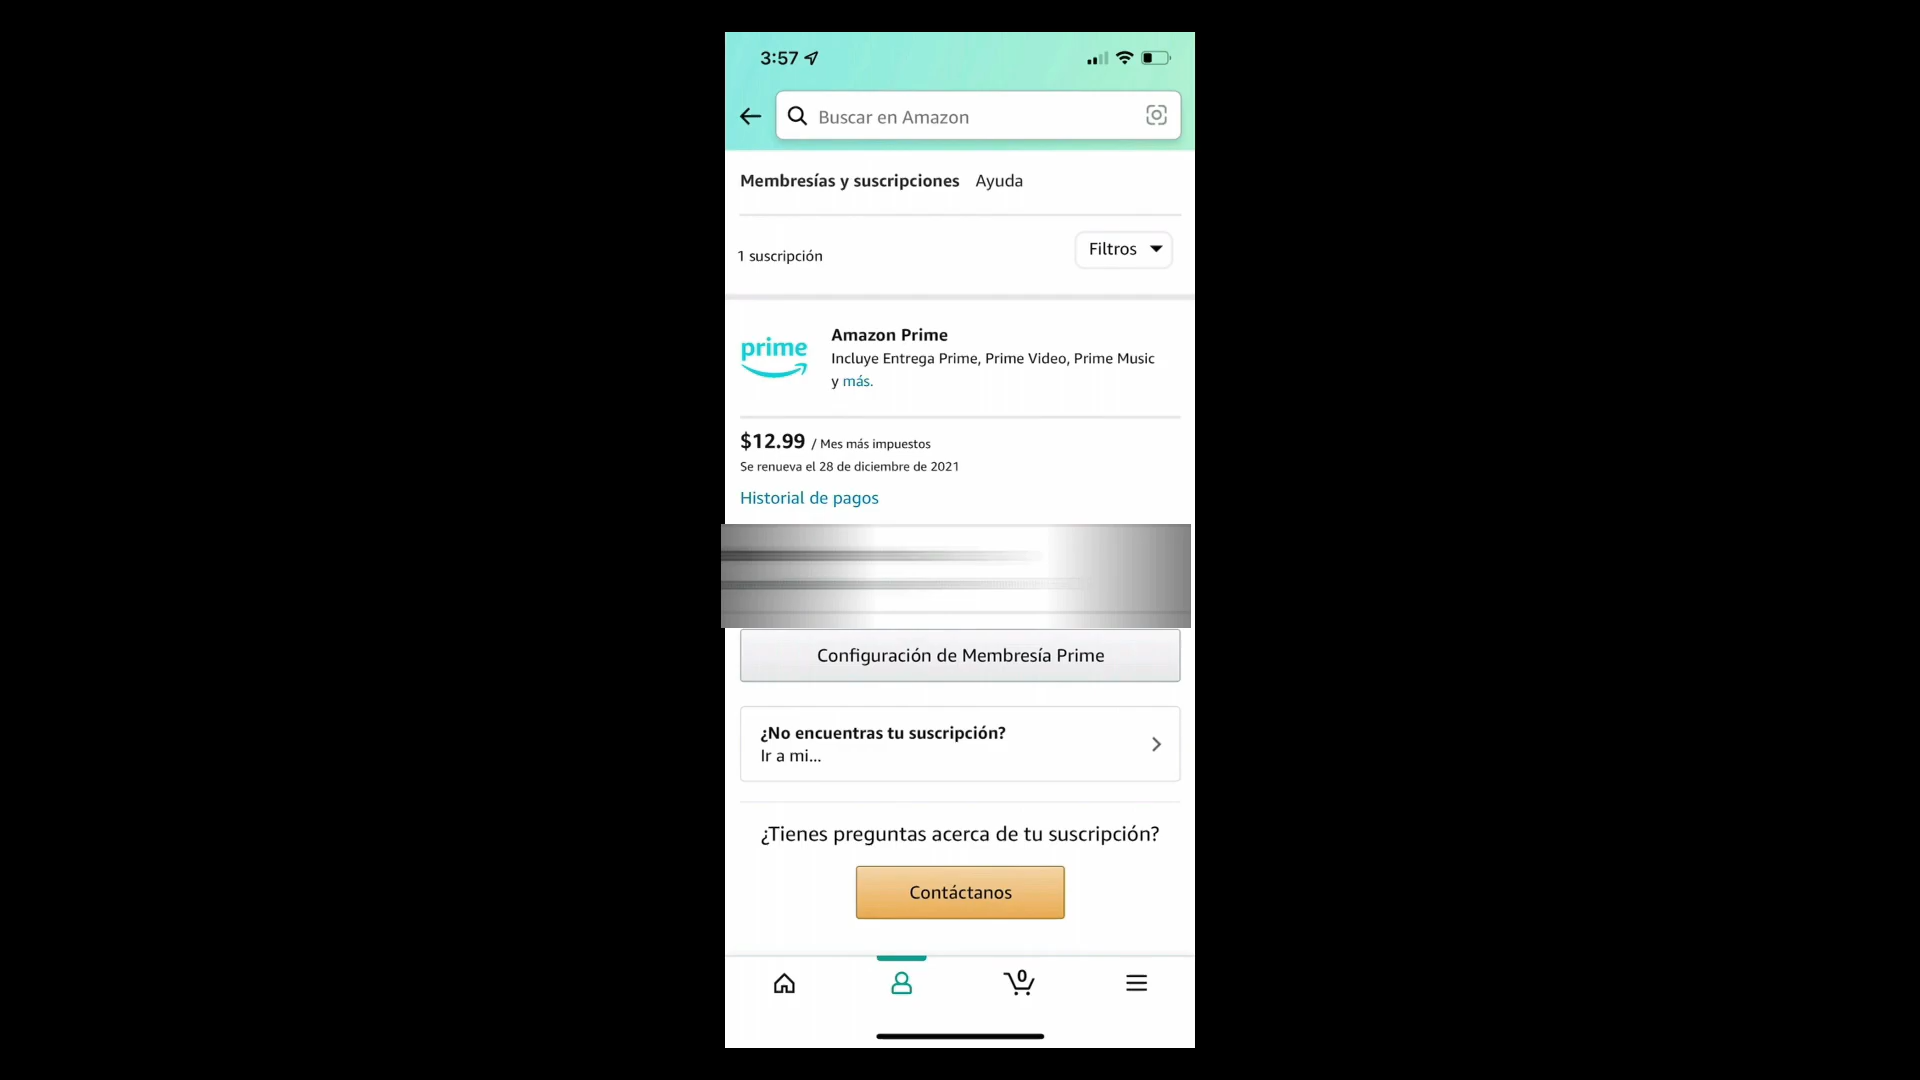 3:57
Buscar en Amazon
Membresías y suscripciones Ayuda
1 suscripción
Filtros
prime
Amazon Prime
Incluye Entrega Prime, Prime Video, Prime Music
y más.
$12.99 / Mes más impuestos
Se renueva el 28 de diciembre de 2021
Historial de pagos
Configuración de Membresía Prime
¿No encuentras tu suscripción?
Ir a mi...
¿Tienes preguntas acerca de tu suscripción?
Contáctanos
0